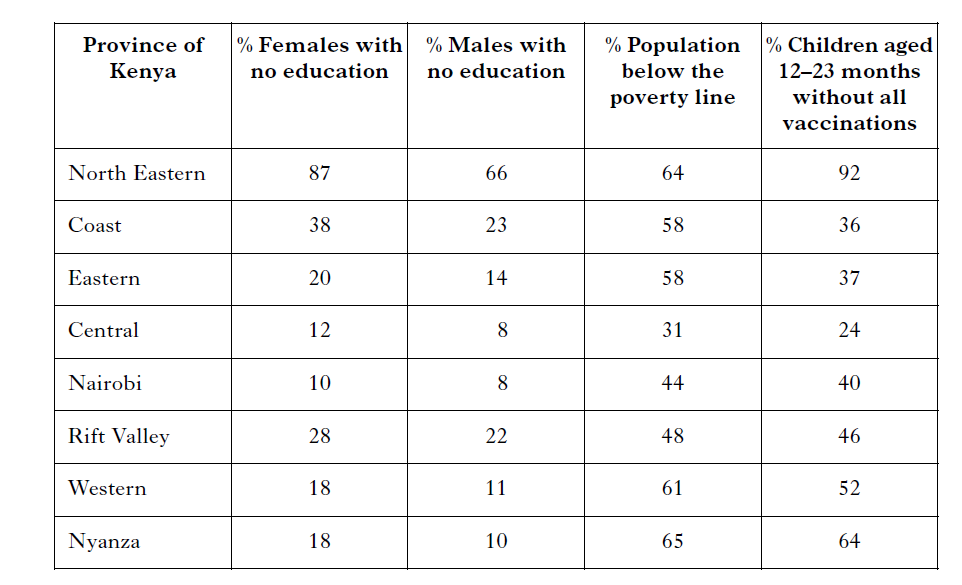 Province of Kenya | % Females with no education | % Males with no education | % Population below the poverty line | % Children aged 12–23 months without all vaccinations
North Eastern 87 66 64 92
Coast 38 23 58 36
Eastern 20 14 58 37
Central 12 8 31 24
Nairobi 10 8 44 40
Rift Valley 28 22 48 46
Western 18 11 61 52
Nyanza 18 10 65 64